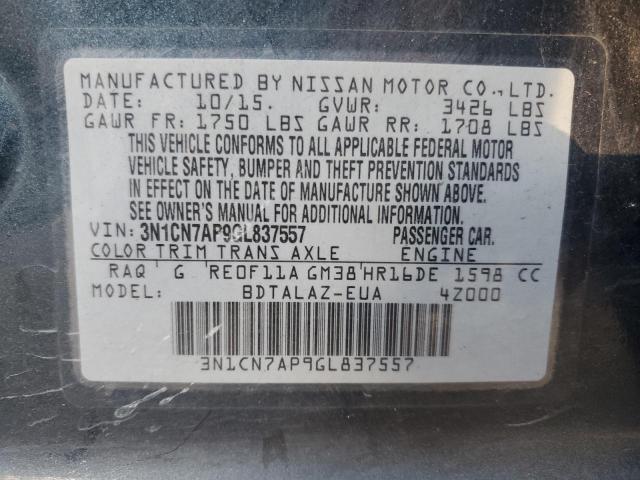 MANUFACTURED BY NISSAN MOTOR CO., LTD.
DATE: 10/15. GVWR: 3426 LBS
GAWR FR: 1750 LBS GAWR RR: 1708 LBS
THIS VEHICLE CONFORMS TO ALL APPLICABLE FEDERAL MOTOR
VEHICLE SAFETY, BUMPER AND THEFT PREVENTION STANDARDS
IN EFFECT ON THE DATE OF MANUFACTURE SHOWN ABOVE.
SEE OWNER'S MANUAL FOR ADDITIONAL INFORMATION.
VIN: 3N1CN7AP9GL837557 PASSENGER CAR.
COLOR TRIM TRANS AXLE ENGINE
RAQ G RE0F11A GM38 HR16DE 1598 CC
MODEL: BDTALAZ-EUA 4Z000
3N1CN7AP9GL837557